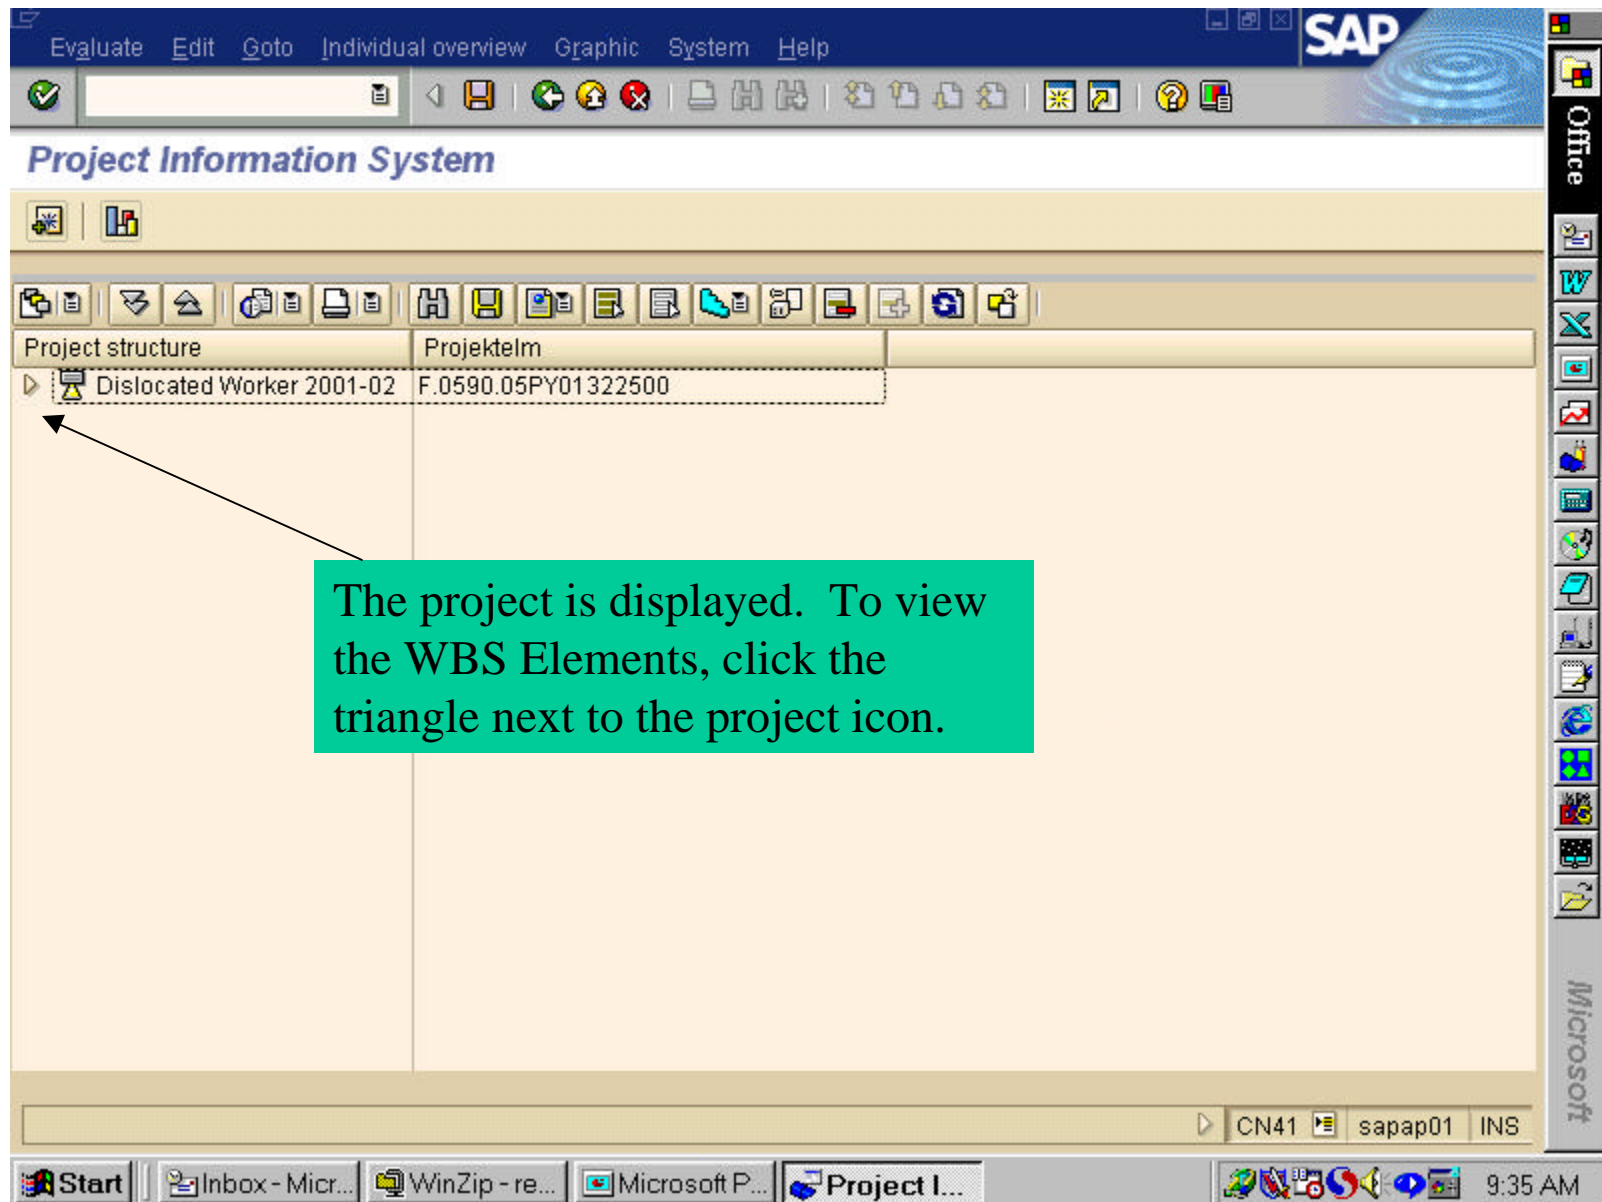 Evaluate Edit Goto Individual overview Graphic System Help
SAP
Project Information System
Project structure Projektelm
Dislocated Worker 2001-02 F.0590.05PY01322500
The project is displayed. To view
the WBS Elements, click the
triangle next to the project icon.
CN41 sapap01 INS
Start Inbox - Micr... WinZip - re... Microsoft P... Project I... 9:35 AM
Office
Microsoft